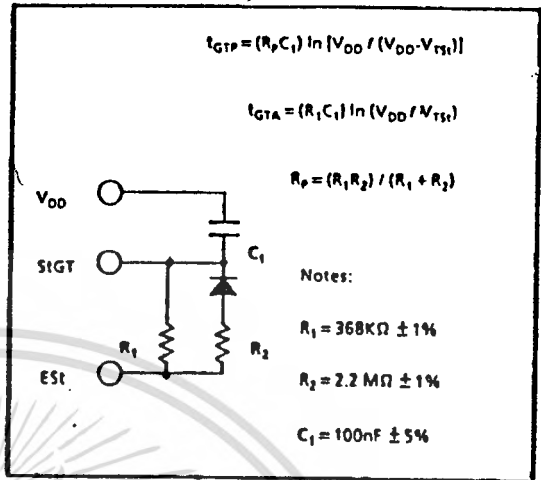 tGTP = (RPC1) ln [VDD / (VDD-VTSt)]
tGTA = (R1C1) ln (VDD / VTSt)
RP = (R1R2) / (R1 + R2)
VDD
C1
StGT
Notes:
R1 = 368KΩ ± 1%
R1
R2
ESt
R2 = 2.2 MΩ ± 1%
C1 = 100nF ± 5%